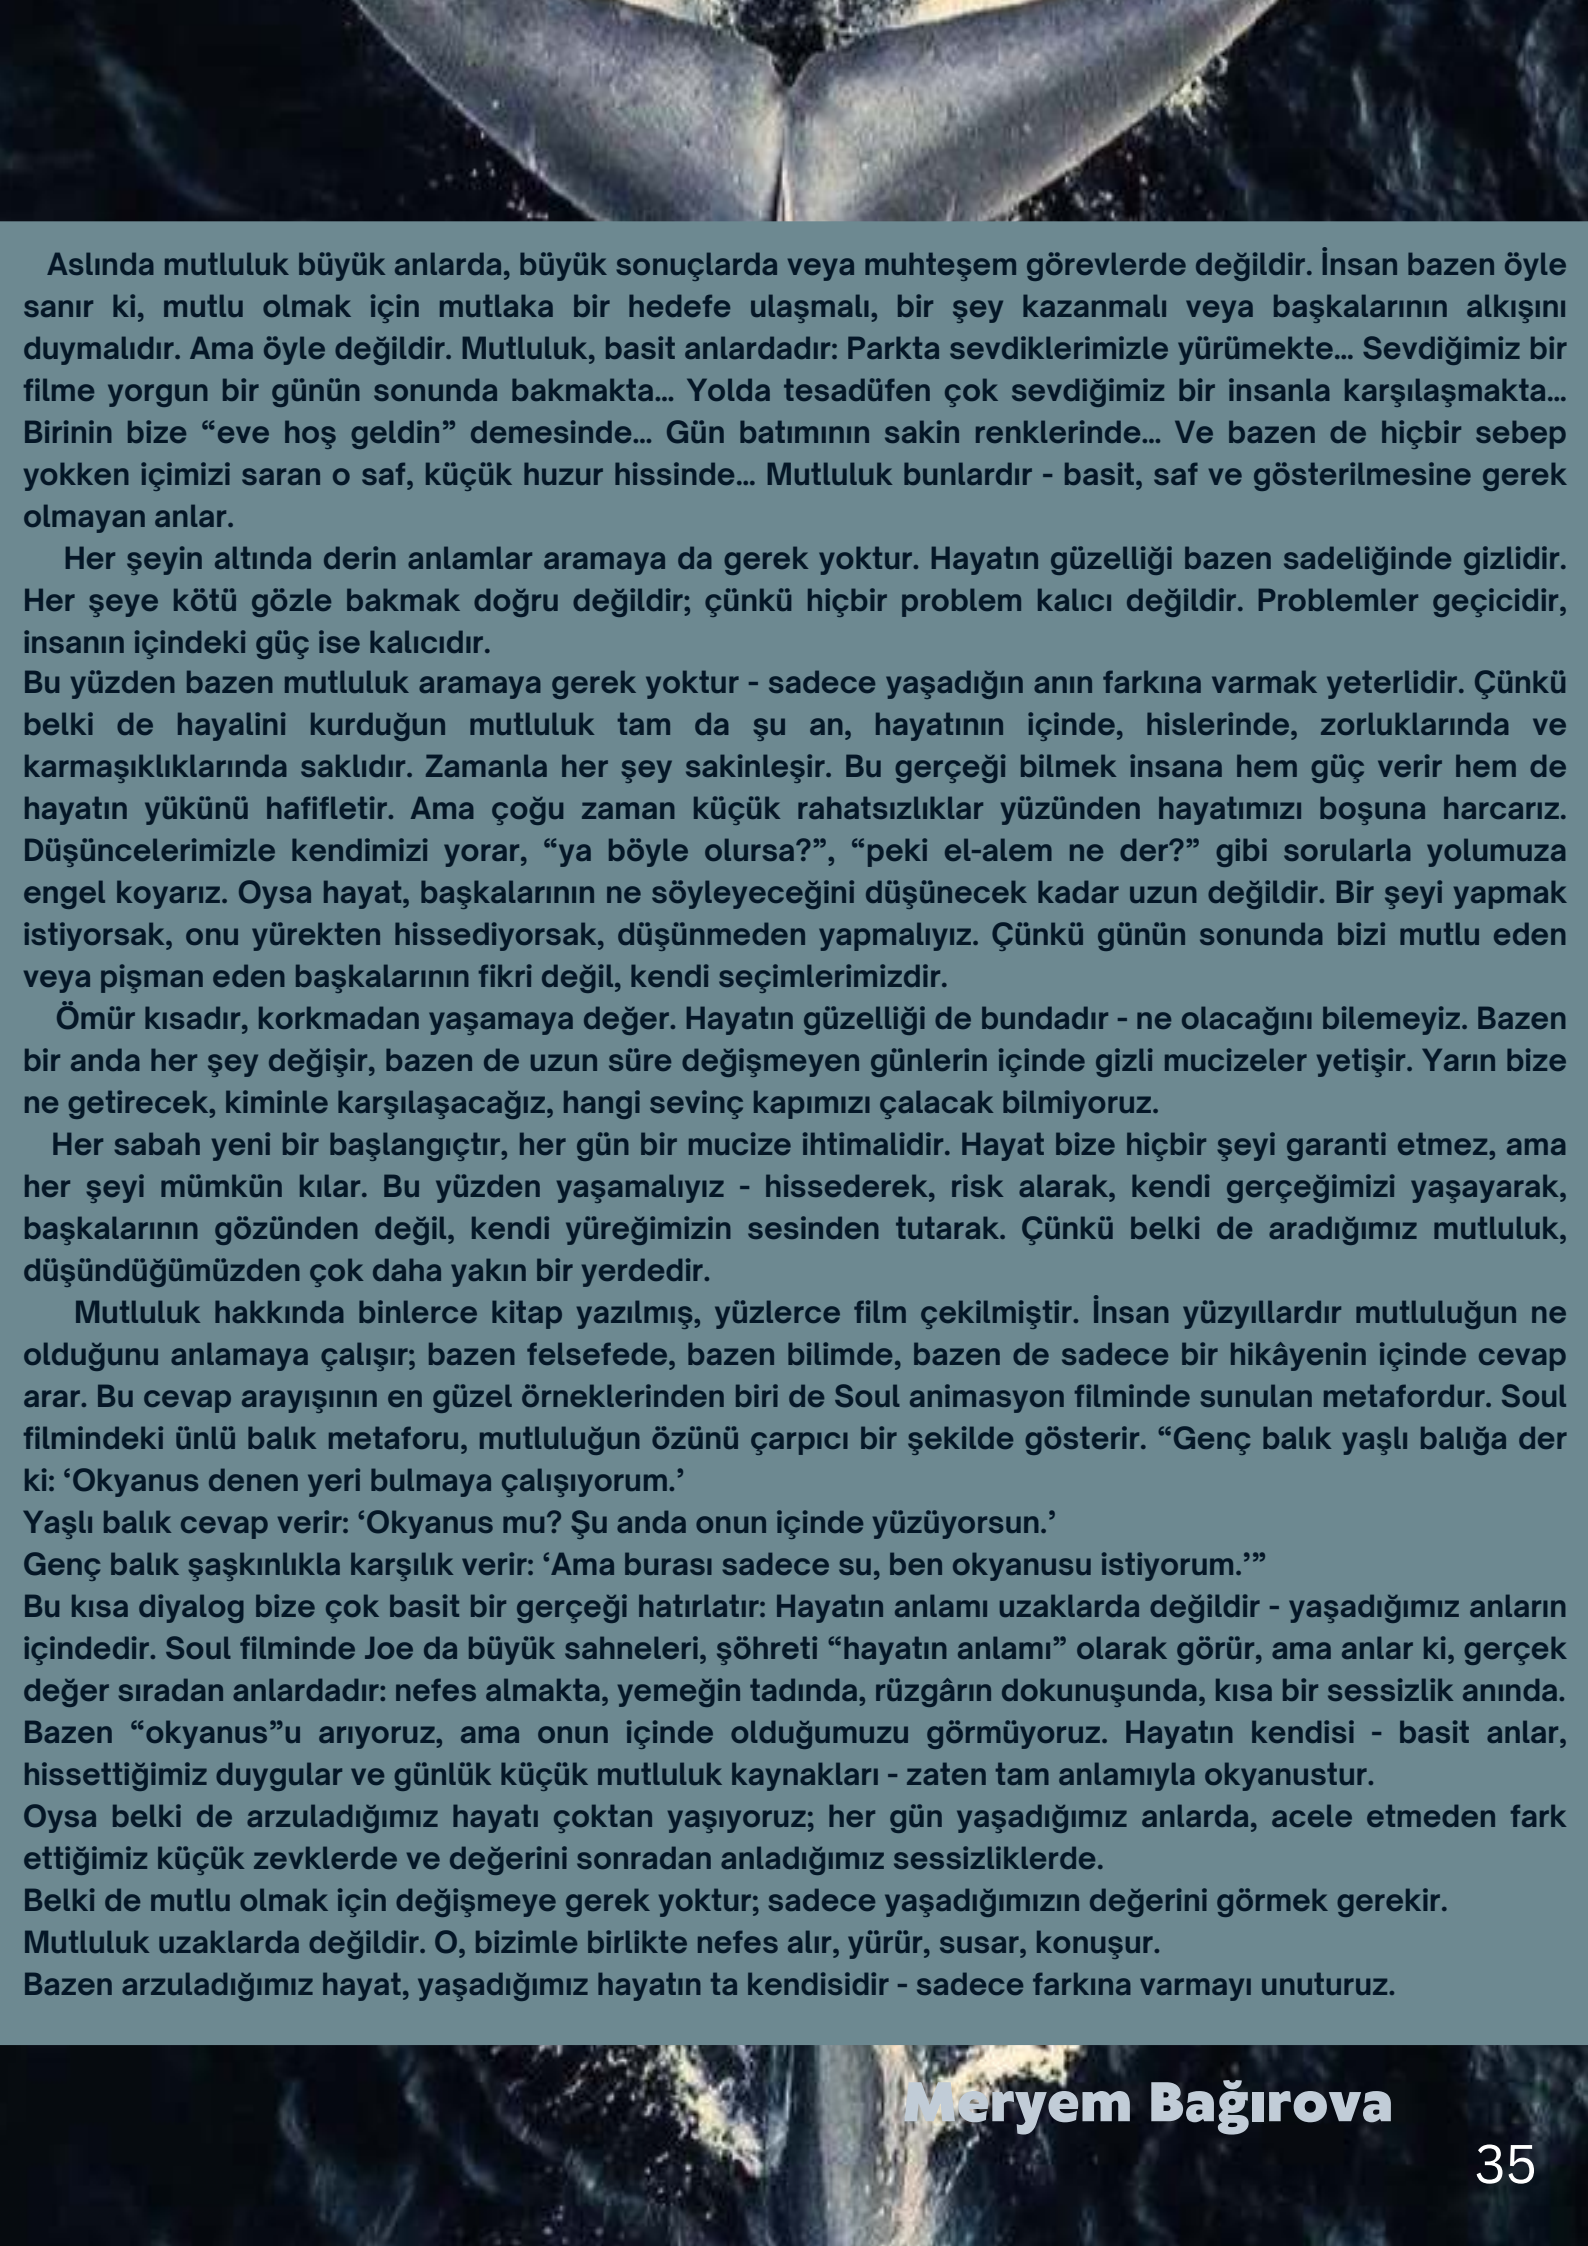 Aslında mutluluk büyük anlarda, büyük sonuçlarda veya muhteşem görevlerde değildir. İnsan bazen öyle
sanır ki, mutlu olmak için mutlaka bir hedefe ulaşmalı, bir şey kazanmalı veya başkalarının alkışını
duymalıdır. Ama öyle değildir. Mutluluk, basit anlardadır: Parkta sevdiklerimizle yürümekte... Sevdiğimiz bir
filme yorgun bir günün sonunda bakmakta... Yolda tesadüfen çok sevdiğimiz bir insanla karşılaşmakta...
Birinin bize “eve hoş geldin” demesinde... Gün batımının sakin renklerinde... Ve bazen de hiçbir sebep
yokken içimizi saran o saf, küçük huzur hissinde... Mutluluk bunlardır - basit, saf ve gösterilmesine gerek
olmayan anlar.
Her şeyin altında derin anlamlar aramaya da gerek yoktur. Hayatın güzelliği bazen sadeliğinde gizlidir.
Her şeye kötü gözle bakmak doğru değildir; çünkü hiçbir problem kalıcı değildir. Problemler geçicidir,
insanın içindeki güç ise kalıcıdır.
Bu yüzden bazen mutluluk aramaya gerek yoktur - sadece yaşadığın anın farkına varmak yeterlidir. Çünkü
belki de hayalini kurduğun mutluluk tam da şu an, hayatının içinde, hislerinde, zorluklarında ve
karmaşıklıklarında saklıdır. Zamanla her şey sakinleşir. Bu gerçeği bilmek insana hem güç verir hem de
hayatın yükünü hafifletir. Ama çoğu zaman küçük rahatsızlıklar yüzünden hayatımızı boşuna harcarız.
Düşüncelerimizle kendimizi yorar, “ya böyle olursa?”, “peki el-alem ne der?” gibi sorularla yolumuza
engel koyarız. Oysa hayat, başkalarının ne söyleyeceğini düşünecek kadar uzun değildir. Bir şeyi yapmak
istiyorsak, onu yürekten hissediyorsak, düşünmeden yapmalıyız. Çünkü günün sonunda bizi mutlu eden
veya pişman eden başkalarının fikri değil, kendi seçimlerimizdir.
Ömür kısadır, korkmadan yaşamaya değer. Hayatın güzelliği de bundadır - ne olacağını bilemeyiz. Bazen
bir anda her şey değişir, bazen de uzun süre değişmeyen günlerin içinde gizli mucizeler yetişir. Yarın bize
ne getirecek, kiminle karşılaşacağız, hangi sevinç kapımızı çalacak bilmiyoruz.
Her sabah yeni bir başlangıçtır, her gün bir mucize ihtimalidir. Hayat bize hiçbir şeyi garanti etmez, ama
her şeyi mümkün kılar. Bu yüzden yaşamalıyız - hissederek, risk alarak, kendi gerçeğimizi yaşayarak,
başkalarının gözünden değil, kendi yüreğimizin sesinden tutarak. Çünkü belki de aradığımız mutluluk,
düşündüğümüzden çok daha yakın bir yerdedir.
Mutluluk hakkında binlerce kitap yazılmış, yüzlerce film çekilmiştir. İnsan yüzyıllardır mutluluğun ne
olduğunu anlamaya çalışır; bazen felsefede, bazen bilimde, bazen de sadece bir hikâyenin içinde cevap
arar. Bu cevap arayışının en güzel örneklerinden biri de Soul animasyon filminde sunulan metafordur. Soul
filmindeki ünlü balık metaforu, mutluluğun özünü çarpıcı bir şekilde gösterir. “Genç balık yaşlı balığa der
ki: ‘Okyanus denen yeri bulmaya çalışıyorum.’
Yaşlı balık cevap verir: ‘Okyanus mu? Şu anda onun içinde yüzüyorsun.’
Genç balık şaşkınlıkla karşılık verir: ‘Ama burası sadece su, ben okyanusu istiyorum.’”
Bu kısa diyalog bize çok basit bir gerçeği hatırlatır: Hayatın anlamı uzaklarda değildir - yaşadığımız anların
içindedir. Soul filminde Joe da büyük sahneleri, şöhreti “hayatın anlamı” olarak görür, ama anlar ki, gerçek
değer sıradan anlardadır: nefes almakta, yemeğin tadında, rüzgârın dokunuşunda, kısa bir sessizlik anında.
Bazen “okyanus”u arıyoruz, ama onun içinde olduğumuzu görmüyoruz. Hayatın kendisi - basit anlar,
hissettiğimiz duygular ve günlük küçük mutluluk kaynakları - zaten tam anlamıyla okyanustur.
Oysa belki de arzuladığımız hayatı çoktan yaşıyoruz; her gün yaşadığımız anlarda, acele etmeden fark
ettiğimiz küçük zevklerde ve değerini sonradan anladığımız sessizliklerde.
Belki de mutlu olmak için değişmeye gerek yoktur; sadece yaşadığımızın değerini görmek gerekir.
Mutluluk uzaklarda değildir. O, bizimle birlikte nefes alır, yürür, susar, konuşur.
Bazen arzuladığımız hayat, yaşadığımız hayatın ta kendisidir - sadece farkına varmayı unuturuz.
Meryem Bağırova
35